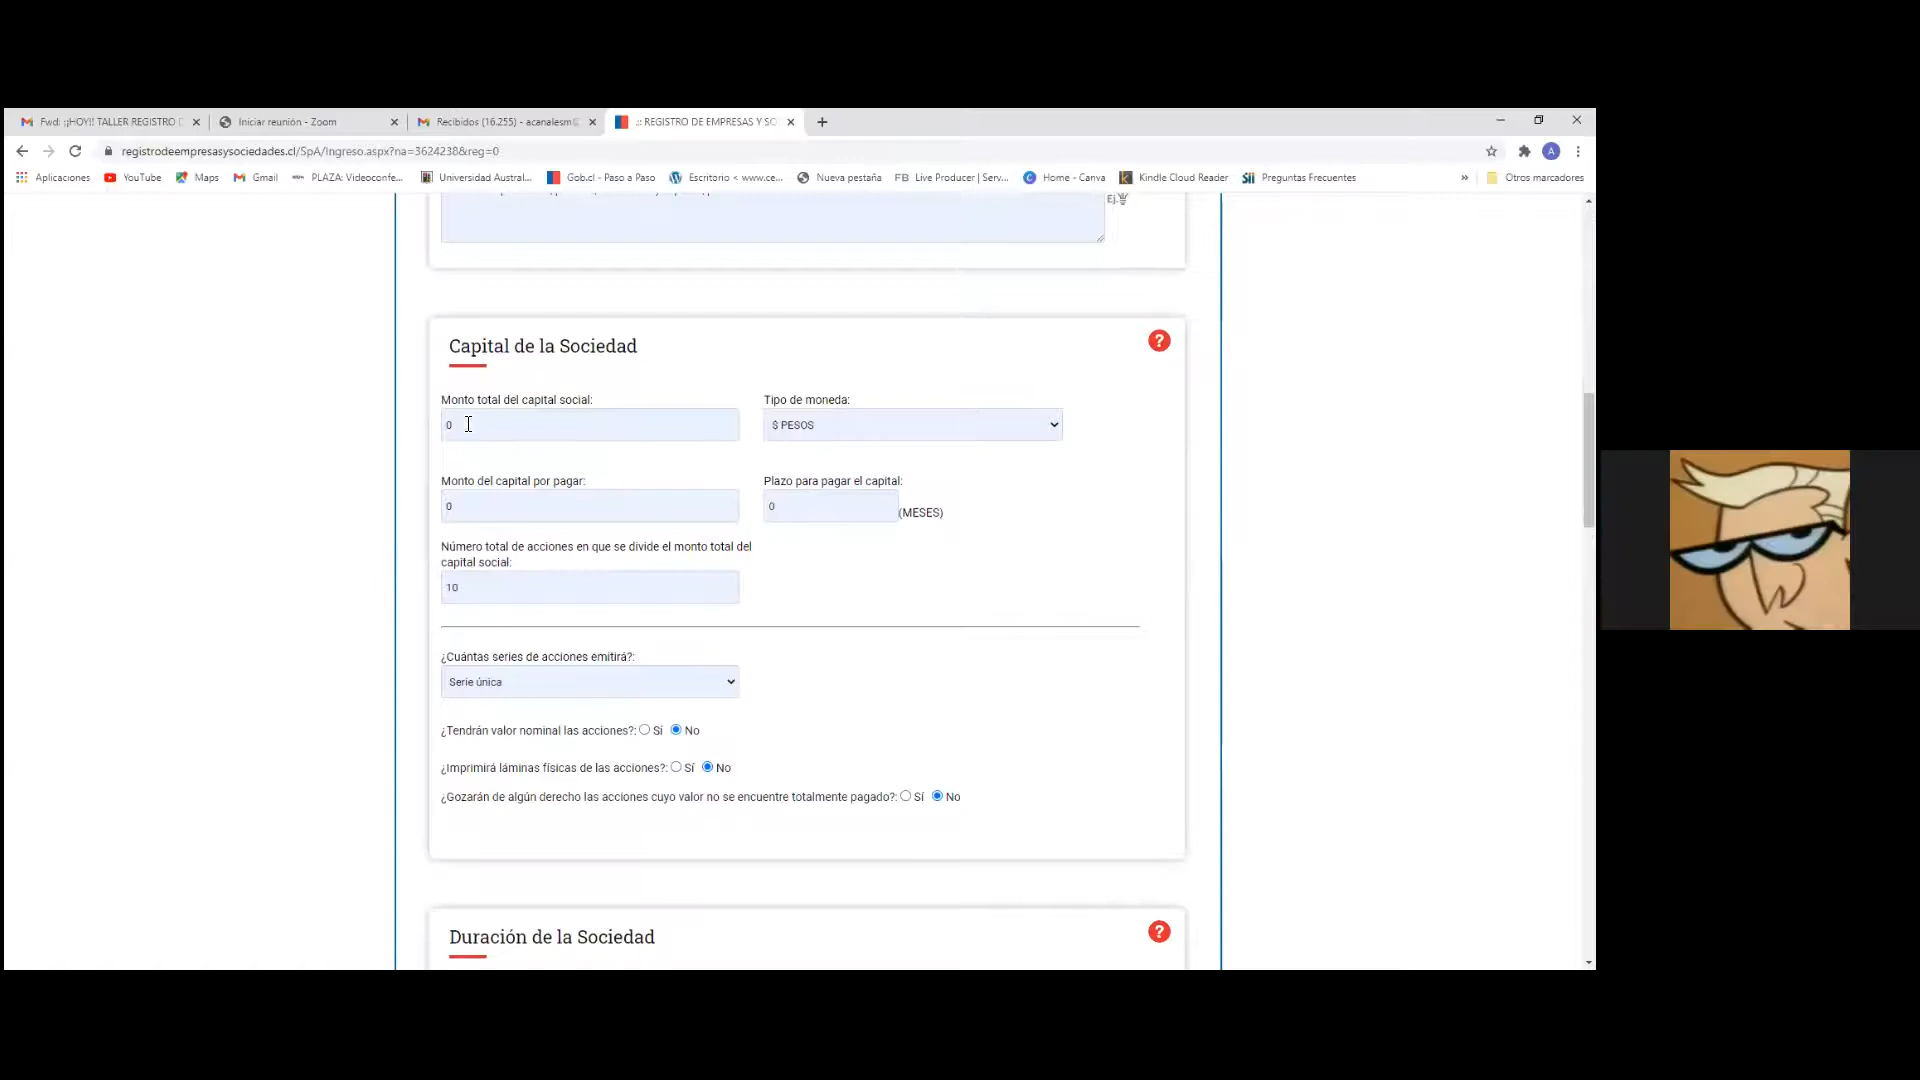 Fwd: ¡¡HOY!! TALLER REGISTRO
Iniciar reunión - Zoom
Recibidos (16.255) - acanalesm
.:: REGISTRO DE EMPRESAS Y SO
registrodeempresasysociedades.cl/SpA/Ingreso.aspx?na=3624238&reg=0
A
Aplicaciones
YouTube
Maps
Gmail
PLAZA: Videoconfe...
Universidad Austral...
Gob.cl - Paso a Paso
Escritorio < www.ce...
Nueva pestaña
FB Live Producer | Serv...
Home - Canva
Kindle Cloud Reader
Sii Preguntas Frecuentes
»
Otros marcadores
Ej.
Capital de la Sociedad
?
Monto total del capital social:
Tipo de moneda:
0
$ PESOS
Monto del capital por pagar:
Plazo para pagar el capital:
0
0
(MESES)
Número total de acciones en que se divide el monto total del
capital social:
10
¿Cuántas series de acciones emitirá?:
Serie única
¿Tendrán valor nominal las acciones?: Sí No
¿Imprimirá láminas físicas de las acciones?: Sí No
¿Gozarán de algún derecho las acciones cuyo valor no se encuentre totalmente pagado?: Sí No
Duración de la Sociedad
?